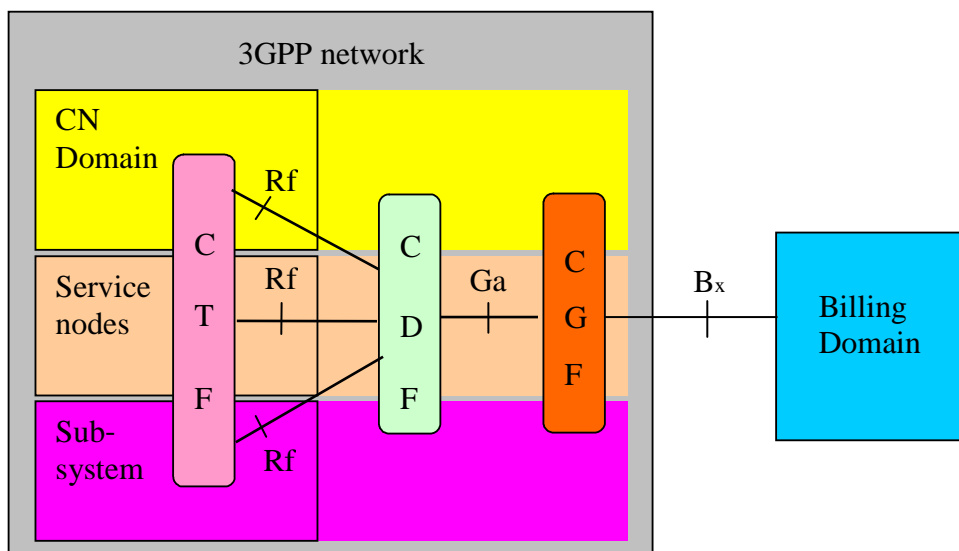 3GPP network
CN
Domain
Rf
C
T
F
Service
nodes
Rf
Sub-
system
Rf
C
D
F
Ga
C
G
F
Bx
Billing
Domain